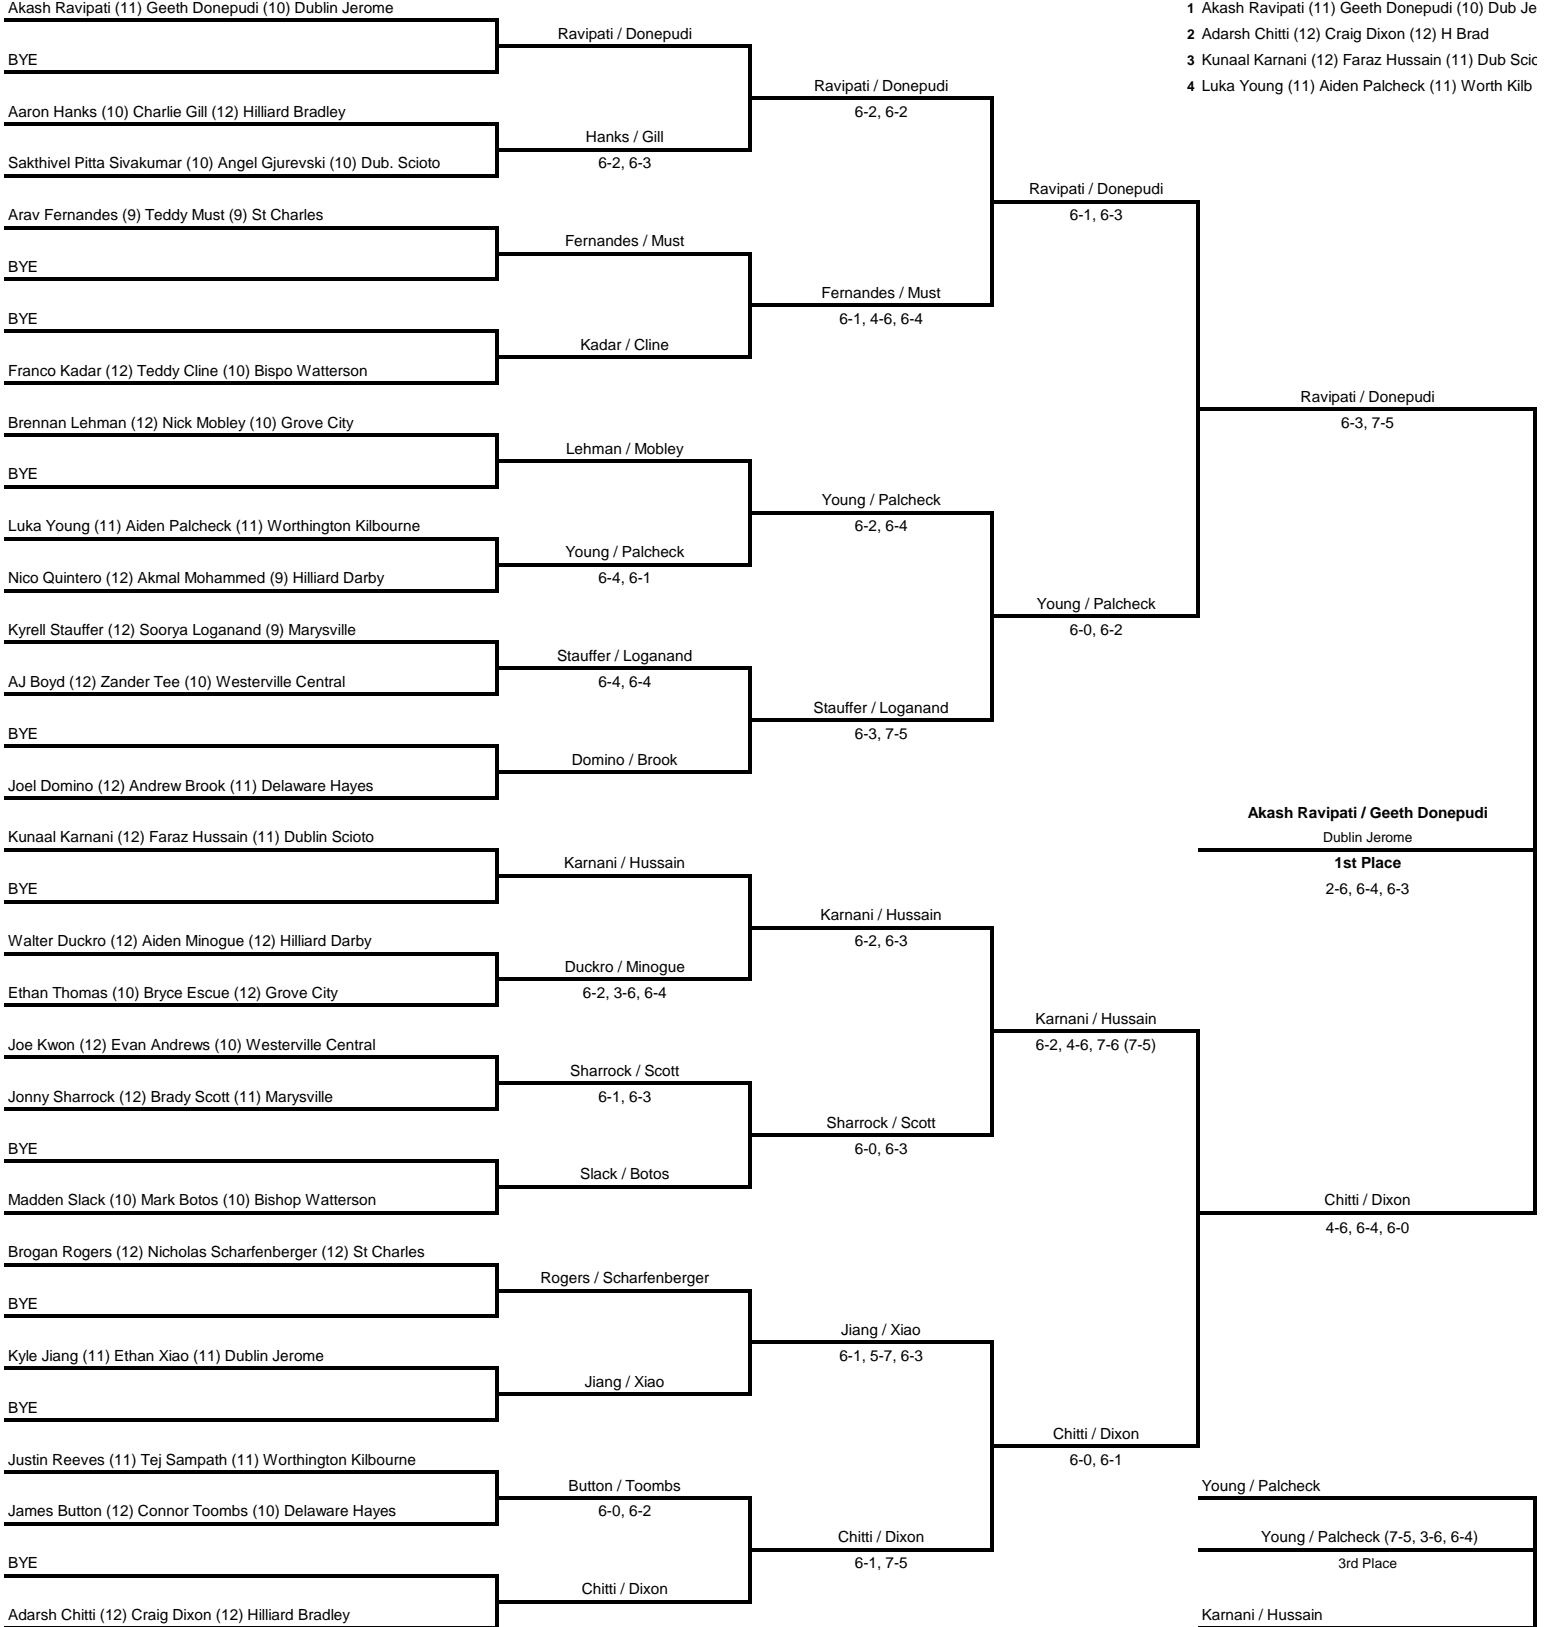 Akash Ravipati (11) Geeth Donepudi (10) Dublin Jerome
BYE
Aaron Hanks (10) Charlie Gill (12) Hilliard Bradley
Sakthivel Pitta Sivakumar (10) Angel Gjurevski (10) Dub. Scioto
Arav Fernandes (9) Teddy Must (9) St Charles
BYE
BYE
Franco Kadar (12) Teddy Cline (10) Bispo Watterson
Brennan Lehman (12) Nick Mobley (10) Grove City
BYE
Luka Young (11) Aiden Palcheck (11) Worthington Kilbourne
Nico Quintero (12) Akmal Mohammed (9) Hilliard Darby
Kyrell Stauffer (12) Soorya Loganand (9) Marysville
AJ Boyd (12) Zander Tee (10) Westerville Central
BYE
Joel Domino (12) Andrew Brook (11) Delaware Hayes
Kunaal Karnani (12) Faraz Hussain (11) Dublin Scioto
BYE
Walter Duckro (12) Aiden Minogue (12) Hilliard Darby
Ethan Thomas (10) Bryce Escue (12) Grove City
Joe Kwon (12) Evan Andrews (10) Westerville Central
Jonny Sharrock (12) Brady Scott (11) Marysville
BYE
Madden Slack (10) Mark Botos (10) Bishop Watterson
Brogan Rogers (12) Nicholas Scharfenberger (12) St Charles
BYE
Kyle Jiang (11) Ethan Xiao (11) Dublin Jerome
BYE
Justin Reeves (11) Tej Sampath (11) Worthington Kilbourne
James Button (12) Connor Toombs (10) Delaware Hayes
BYE
Adarsh Chitti (12) Craig Dixon (12) Hilliard Bradley
Ravipati / Donepudi
Hanks / Gill
6-2, 6-3
Fernandes / Must
Kadar / Cline
Lehman / Mobley
Young / Palcheck
6-4, 6-1
Stauffer / Loganand
6-4, 6-4
Domino / Brook
Karnani / Hussain
Duckro / Minogue
6-2, 3-6, 6-4
Sharrock / Scott
6-1, 6-3
Slack / Botos
Rogers / Scharfenberger
Jiang / Xiao
Button / Toombs
6-0, 6-2
Chitti / Dixon
Ravipati / Donepudi
6-2, 6-2
Fernandes / Must
6-1, 4-6, 6-4
Young / Palcheck
6-2, 6-4
Stauffer / Loganand
6-3, 7-5
Karnani / Hussain
6-2, 6-3
Sharrock / Scott
6-0, 6-3
Jiang / Xiao
6-1, 5-7, 6-3
Chitti / Dixon
6-1, 7-5
Ravipati / Donepudi
6-1, 6-3
Young / Palcheck
6-0, 6-2
Karnani / Hussain
6-2, 4-6, 7-6 (7-5)
Chitti / Dixon
6-0, 6-1
1 Akash Ravipati (11) Geeth Donepudi (10) Dub Je
2 Adarsh Chitti (12) Craig Dixon (12) H Brad
3 Kunaal Karnani (12) Faraz Hussain (11) Dub Scio
4 Luka Young (11) Aiden Palcheck (11) Worth Kilb
Ravipati / Donepudi
6-3, 7-5
Akash Ravipati / Geeth Donepudi
Dublin Jerome
1st Place
2-6, 6-4, 6-3
Chitti / Dixon
4-6, 6-4, 6-0
Young / Palcheck
Young / Palcheck (7-5, 3-6, 6-4)
3rd Place
Karnani / Hussain